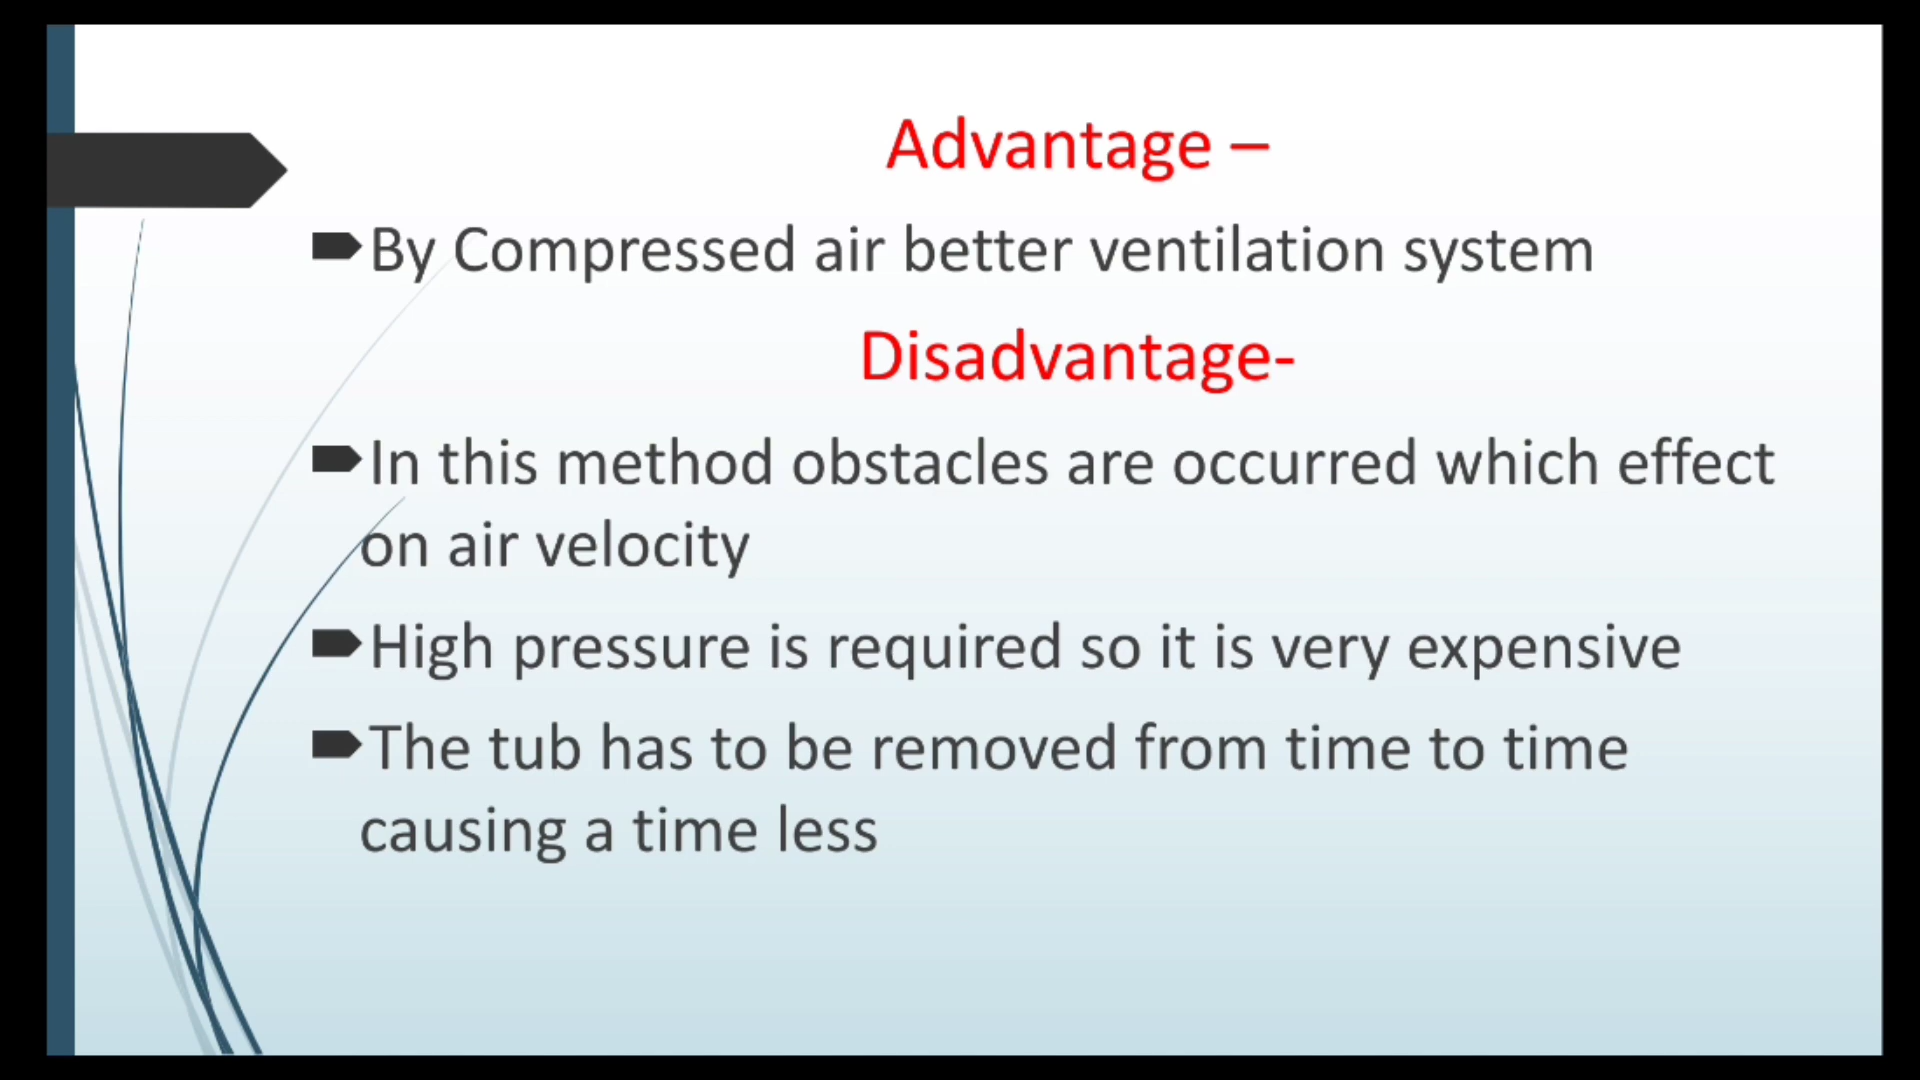 Advantage –
By Compressed air better ventilation system
Disadvantage-
In this method obstacles are occurred which effect
on air velocity
High pressure is required so it is very expensive
The tub has to be removed from time to time
causing a time less